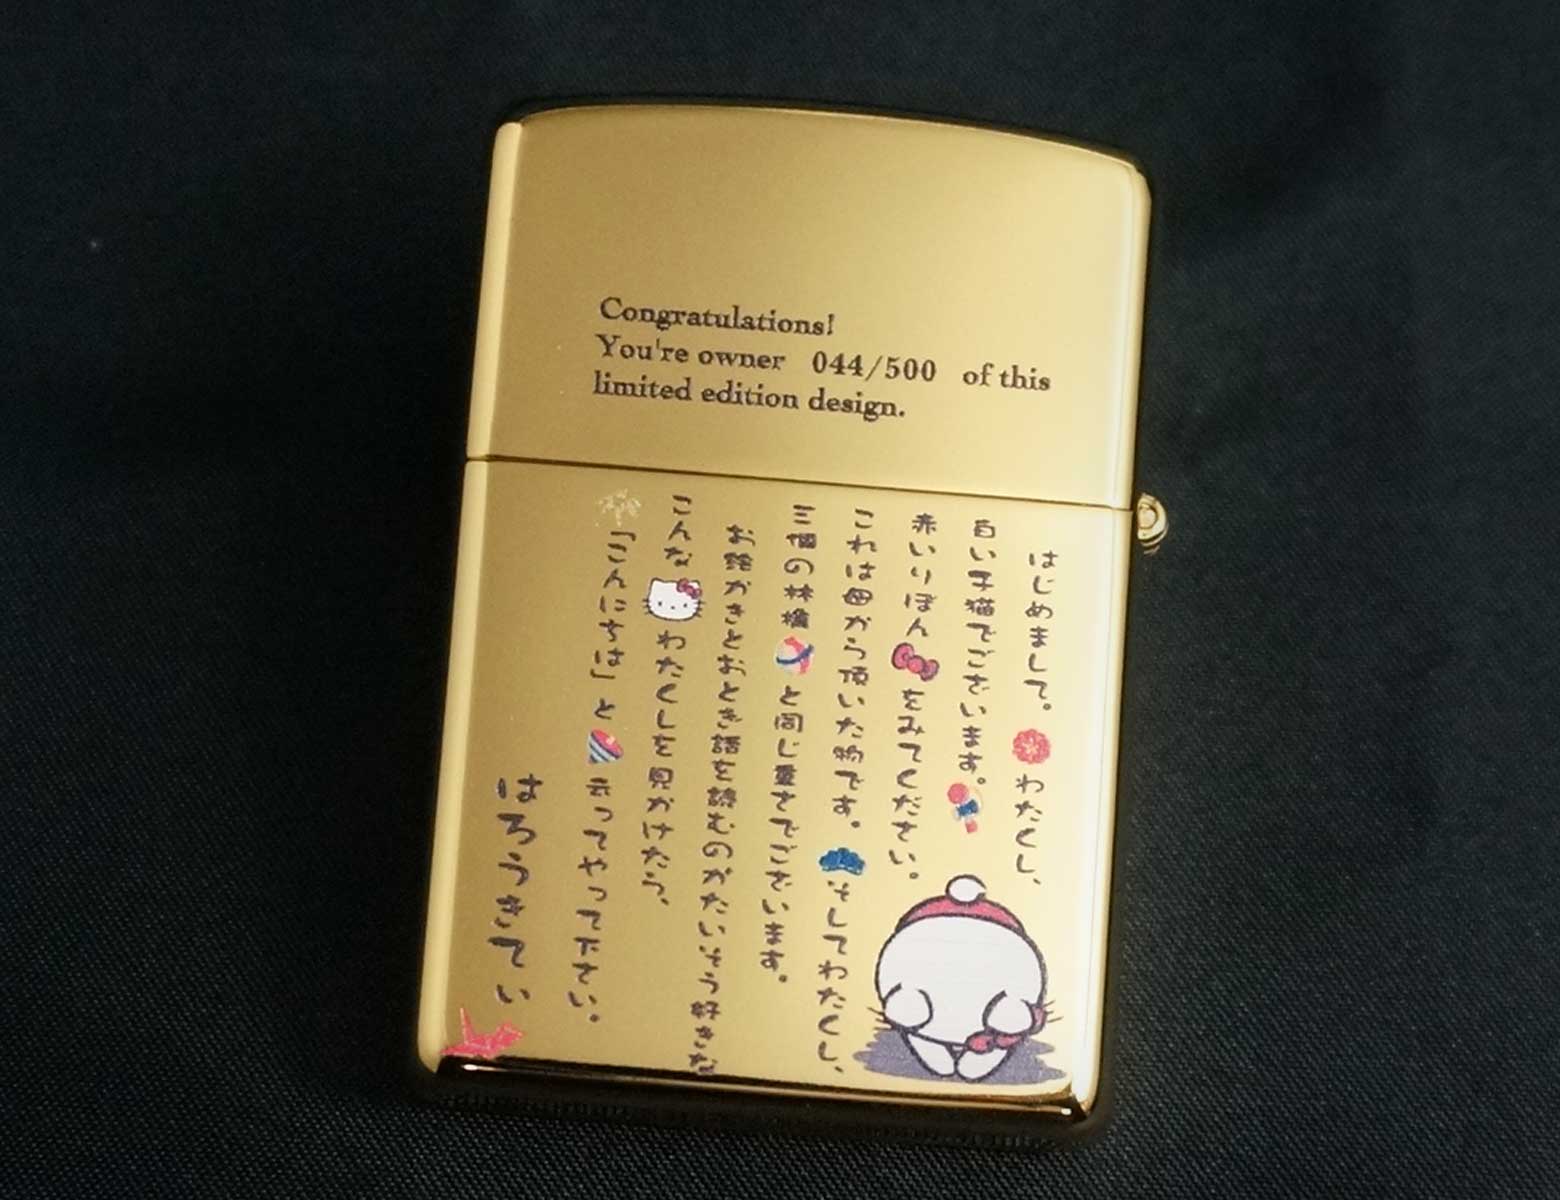 Congratulations!
You're owner 044/500 of this
limited edition design.
はじめまして。わたくし、
白い子猫でございます。
赤いりぼんをみてください。
これは母から頂いた物です。そしてわたくし、
三個の林檎と同じ重さでございます。
お絵かきとおとぎ話を読むのがたいそう好きな
こんなわたくしを見かけたら、
「こんにちは」と云ってやって下さい。
はろうきてい